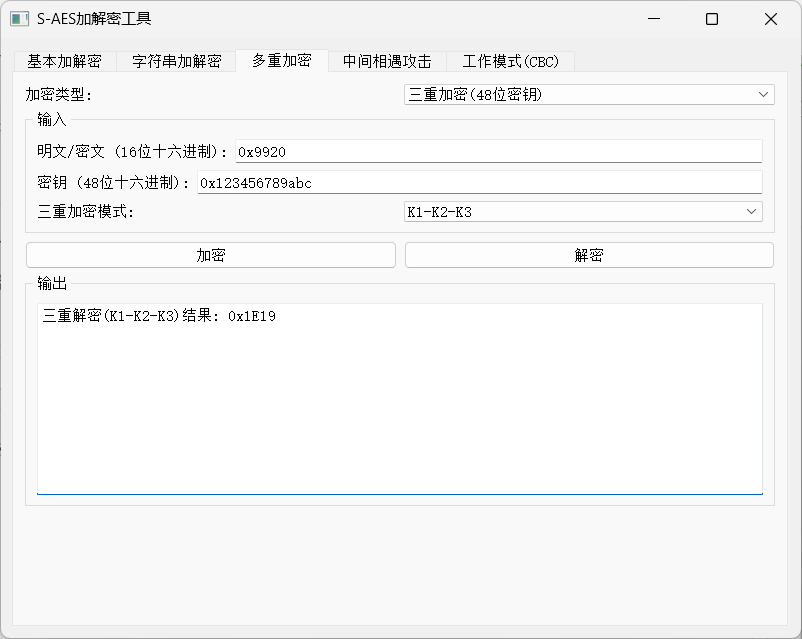 S-AES加解密工具
基本加解密 字符串加解密 多重加密 中间相遇攻击 工作模式(CBC)
加密类型: 三重加密(48位密钥)
输入
明文/密文 (16位十六进制): 0x9920
密钥 (48位十六进制): 0x123456789abc
三重加密模式: K1-K2-K3
加密 解密
输出
三重解密(K1-K2-K3)结果: 0x1E19